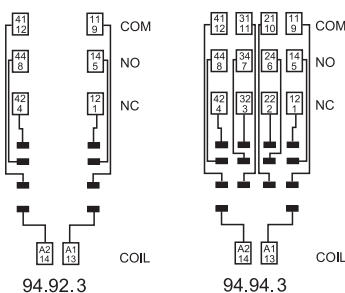 41 12
11 9
COM
44 8
14 5
NO
42 4
12 1
NC
A2 14
A1 13
COIL
94.92.3
41 12
31 11
21 10
11 9
COM
44 8
34 7
24 6
14 5
NO
42 4
32 3
22 2
12 1
NC
A2 14
A1 13
COIL
94.94.3